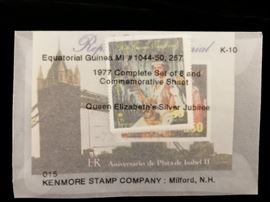 K-10
Equatorial Guinea MI #1044-50, 257
1977 Complete Set of 8 and
Commemorative Sheet
Queen Elizabeth's Silver Jubilee
EIIR Aniversario de Plata de Isabel II
015
KENMORE STAMP COMPANY : Milford, N.H.